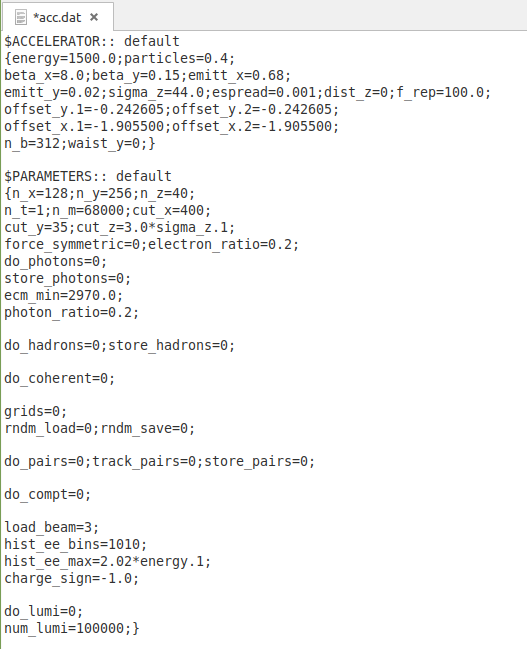 *acc.dat
$ACCELERATOR:: default
{energy=1500.0;particles=0.4;
beta_x=8.0;beta_y=0.15;emitt_x=0.68;
emitt_y=0.02;sigma_z=44.0;espread=0.001;dist_z=0;f_rep=100.0;
offset_y.1=-0.242605;offset_y.2=-0.242605;
offset_x.1=-1.905500;offset_x.2=-1.905500;
n_b=312;waist_y=0;}
$PARAMETERS:: default
{n_x=128;n_y=256;n_z=40;
n_t=1;n_m=68000;cut_x=400;
cut_y=35;cut_z=3.0*sigma_z.1;
force_symmetric=0;electron_ratio=0.2;
do_photons=0;
store_photons=0;
ecm_min=2970.0;
photon_ratio=0.2;
do_hadrons=0;store_hadrons=0;
do_coherent=0;
grids=0;
rndm_load=0;rndm_save=0;
do_pairs=0;track_pairs=0;store_pairs=0;
do_compt=0;
load_beam=3;
hist_ee_bins=1010;
hist_ee_max=2.02*energy.1;
charge_sign=-1.0;
do_lumi=0;
num_lumi=100000;}